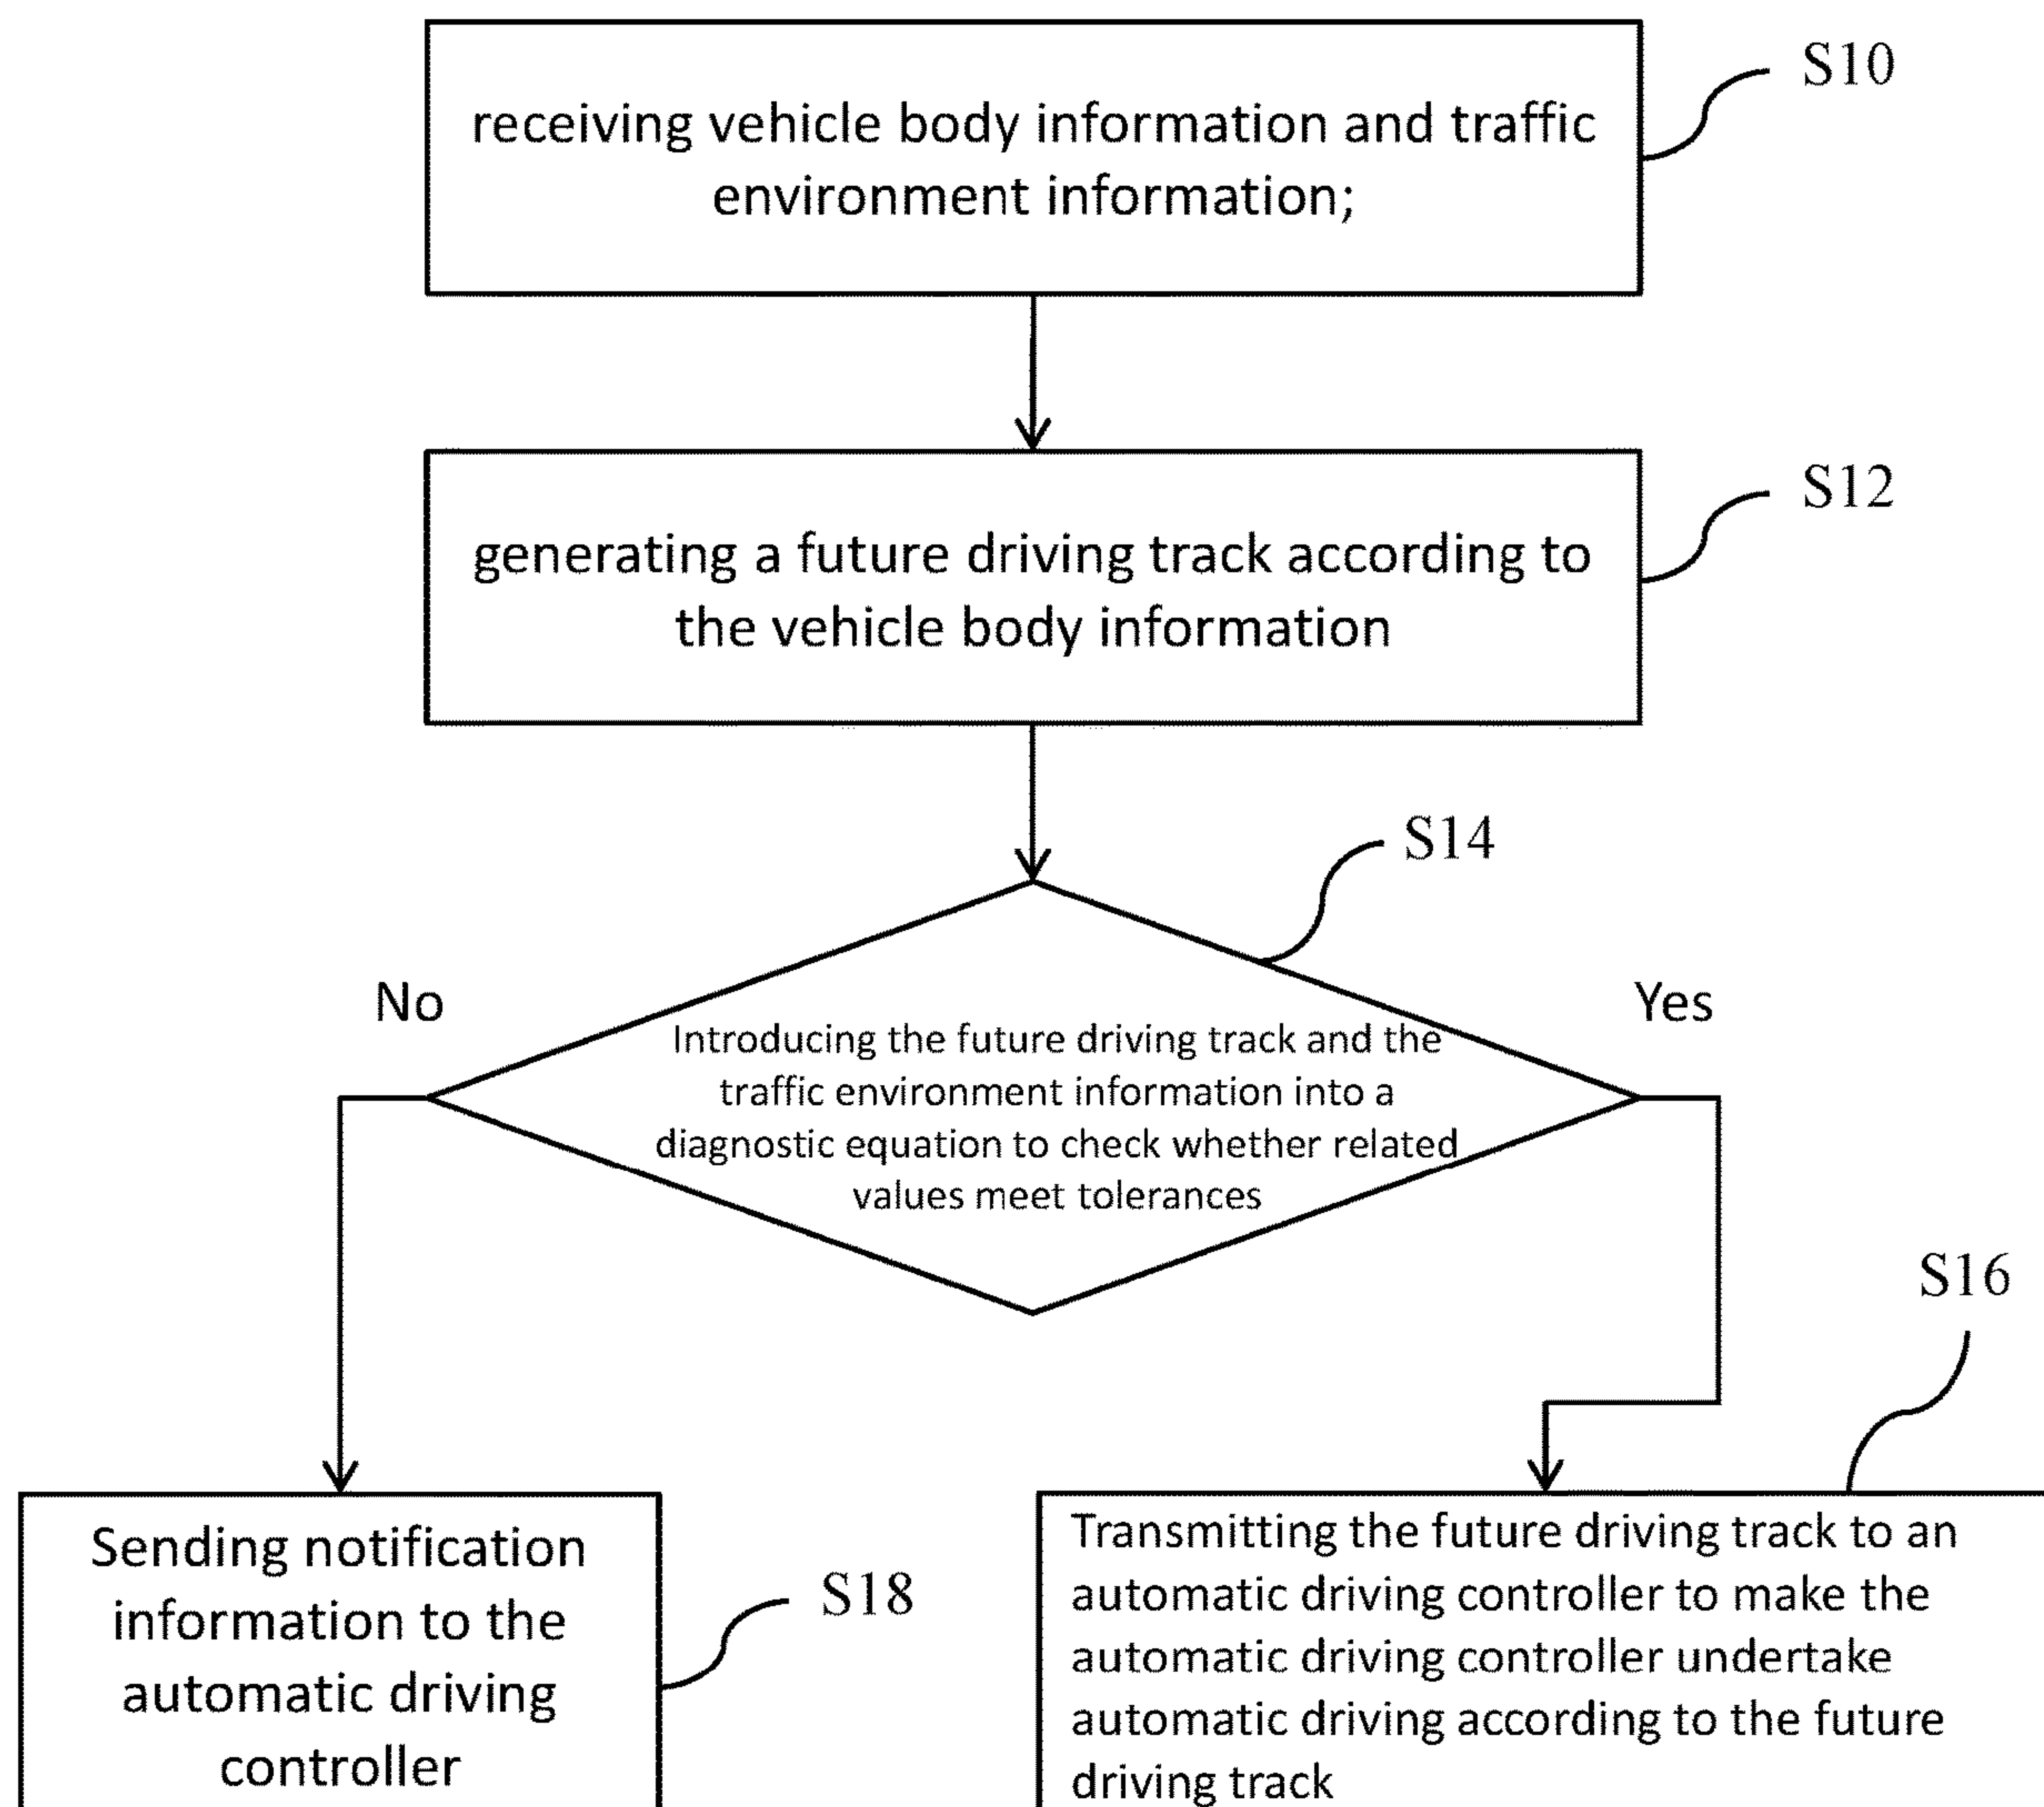 S10
receiving vehicle body information and traffic
environment information;
S12
generating a future driving track according to
the vehicle body information
S14
No
Yes
Introducing the future driving track and the
traffic environment information into a
diagnostic equation to check whether related
values meet tolerances
S16
Sending notification
information to the
automatic driving
controller
S18
Transmitting the future driving track to an
automatic driving controller to make the
automatic driving controller undertake
automatic driving according to the future
driving track